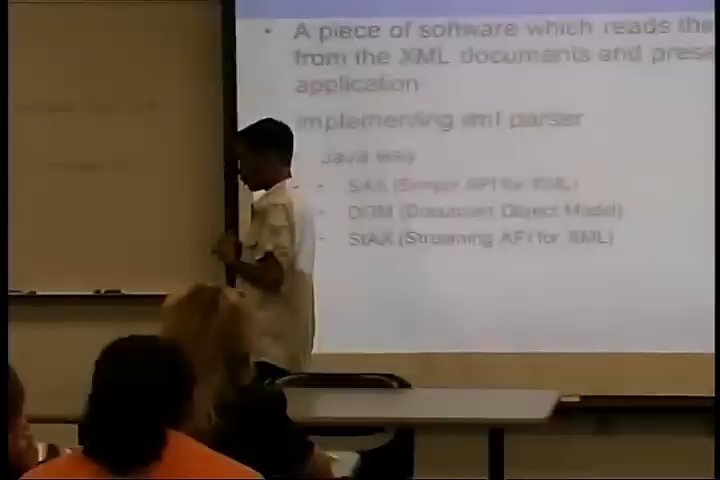 • A piece of software which reads the
from the XML documents and prese
application
Implementing xml parser
Java way
• SAX (Simple API for XML)
• DOM (Document Object Model)
• StAX (Streaming API for XML)